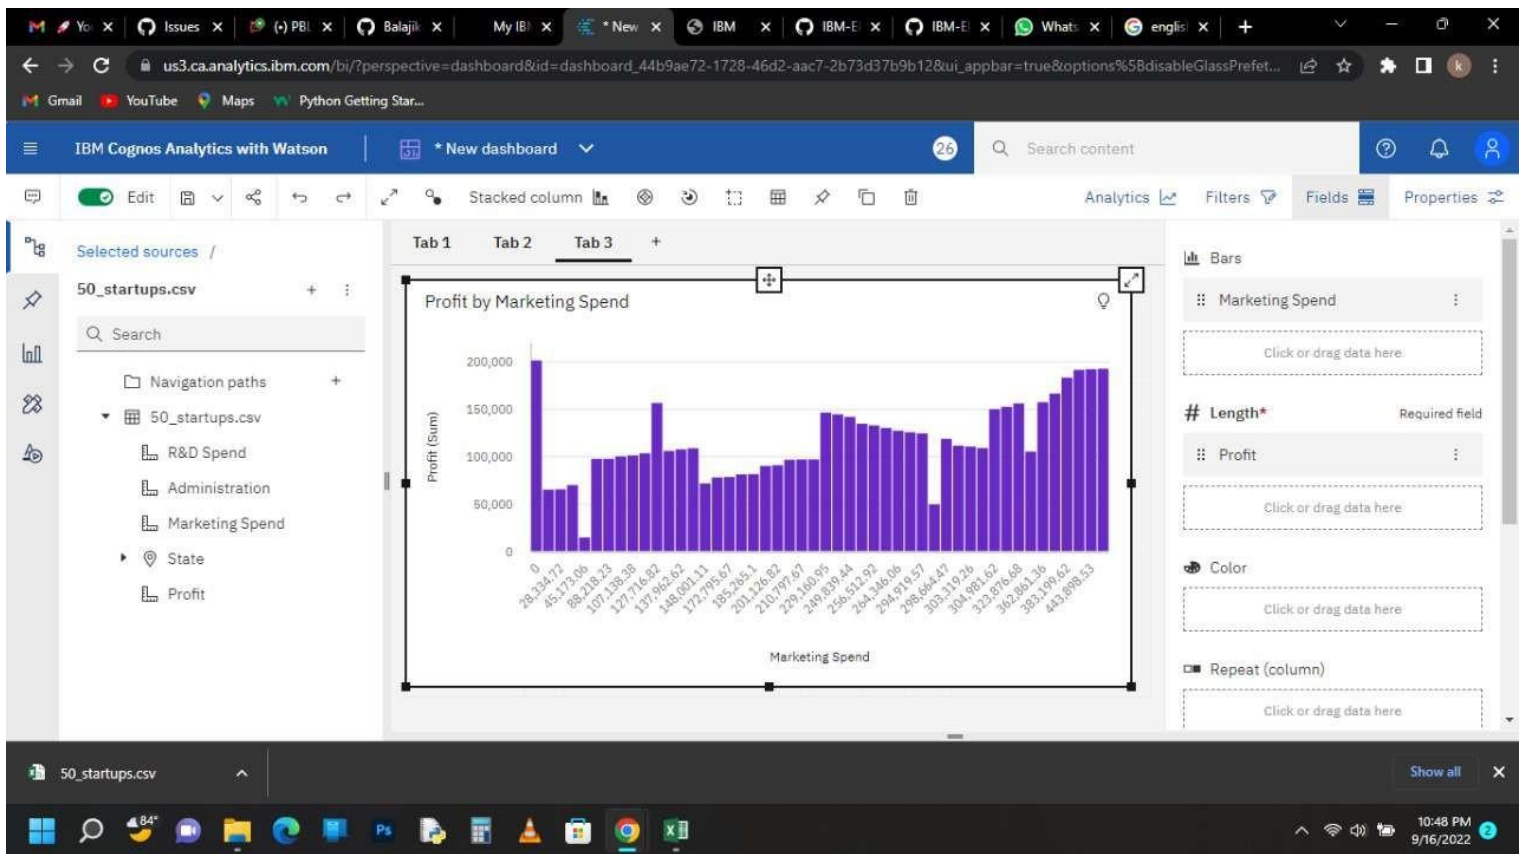 Yo
Issues
(•) PBL
Balajik
My IB
* New
IBM
IBM-E
IBM-E
Whats
englis
us3.ca.analytics.ibm.com/bi/?perspective=dashboard&id=dashboard_44b9ae72-1728-46d2-aac7-2b73d37b9b12&ui_appbar=true&options%5BdisableGlassPrefet...
k
Gmail YouTube Maps Python Getting Star...
IBM Cognos Analytics with Watson
* New dashboard
26
Search content
Edit
Stacked column
Analytics
Filters
Fields
Properties
Selected sources /
50_startups.csv
Search
Navigation paths
50_startups.csv
R&D Spend
Administration
Marketing Spend
State
Profit
Tab 1 Tab 2 Tab 3 +
Profit by Marketing Spend
Profit (Sum)
200,000
150,000
100,000
50,000
0
0
28,334.72
45,173.06
88,218.23
107,138.38
127,716.82
137,962.62
148,001.11
172,795.67
185,265.1
201,126.82
210,797.67
229,160.95
249,839.44
256,512.92
264,346.06
294,919.57
298,664.47
303,319.26
304,981.62
323,876.68
362,861.36
383,199.62
443,898.53
Marketing Spend
Bars
Marketing Spend
Click or drag data here
# Length*
Required field
Profit
Click or drag data here
Color
Click or drag data here
Repeat (column)
Click or drag data here
50_startups.csv
Show all
84°
Ps
10:48 PM
9/16/2022
2